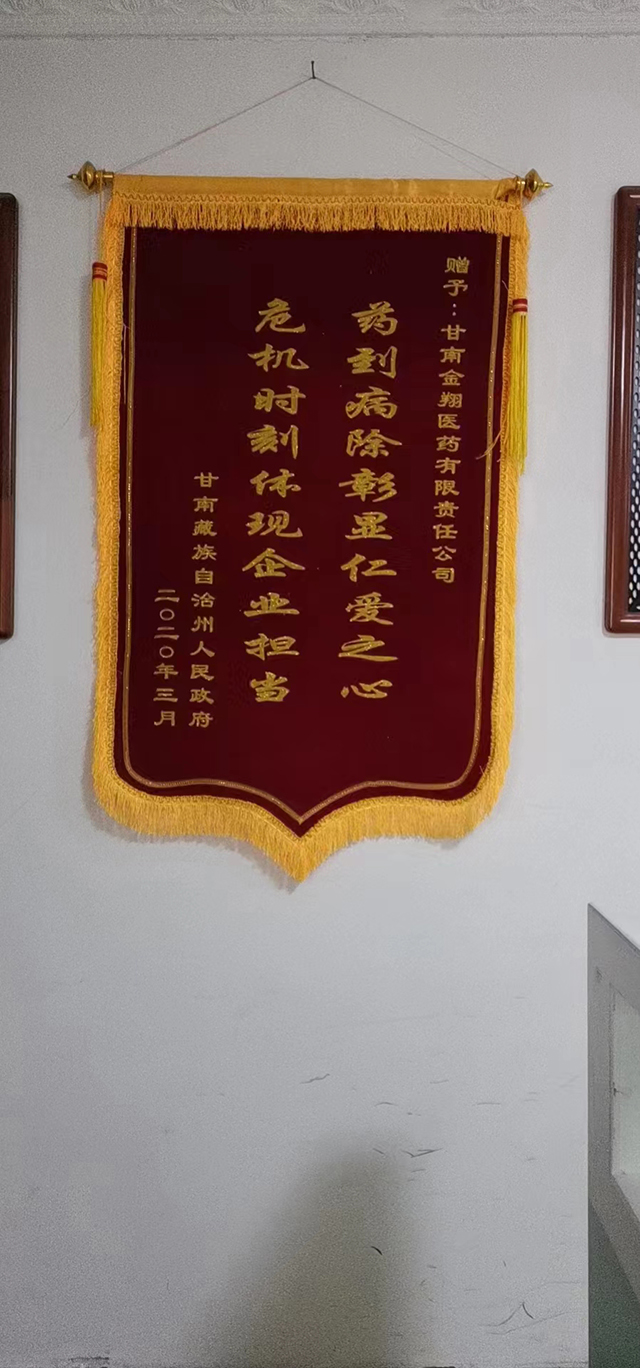 赠予：甘南金翔医药有限责任公司
药到病除彰显仁爱之心
危机时刻体现企业担当
甘南藏族自治州人民政府
二〇二〇年三月